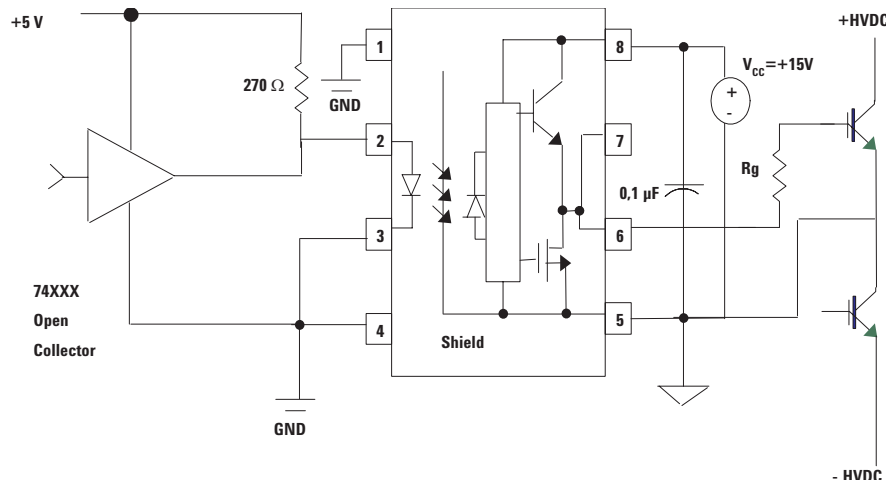 +5 V
270 Ω
GND
1
2
3
4
8
7
6
5
Shield
74XXX
Open
Collector
GND
0,1 µF
VCC=+15V
+
-
Rg
+HVDC
- HVDC